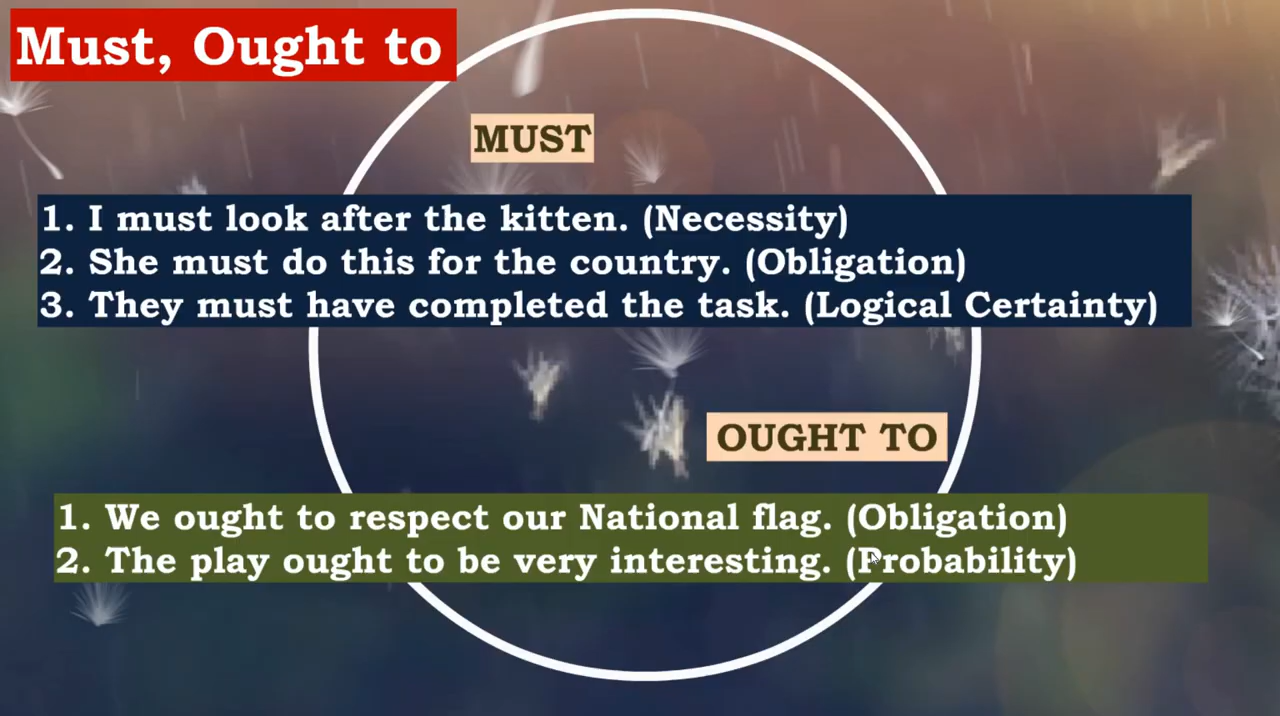 Must, Ought to
MUST
1. I must look after the kitten. (Necessity)
2. She must do this for the country. (Obligation)
3. They must have completed the task. (Logical Certainty)
OUGHT TO
1. We ought to respect our National flag. (Obligation)
2. The play ought to be very interesting. (Probability)